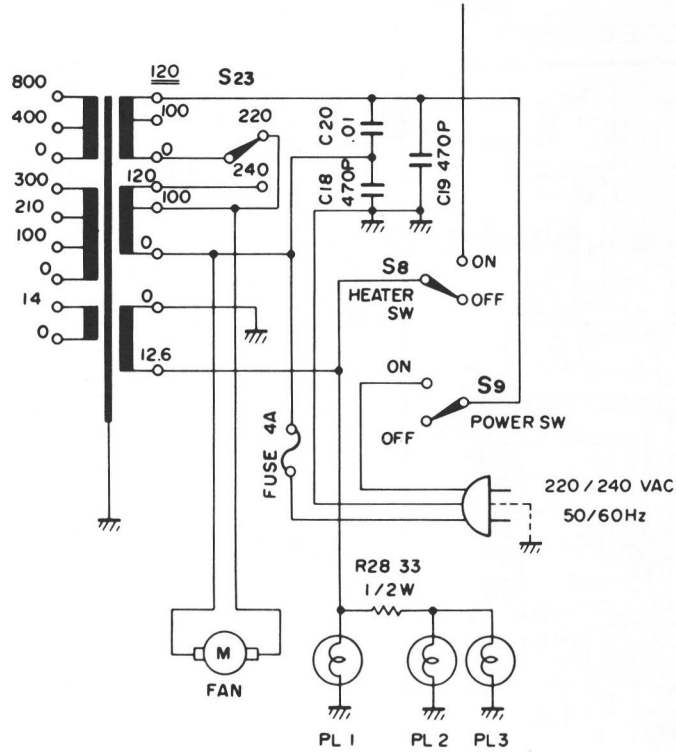 800
400
0
300
210
100
0
14
0
120
100
0
120
100
0
0
12.6
S23
220
240
C20
.01
C18
470P
C19 470P
S8
HEATER
SW
ON
OFF
ON
OFF
S9
POWER SW
FUSE 4A
220/240 VAC
50/60Hz
R28 33
1/2W
M
FAN
PL 1
PL 2
PL 3